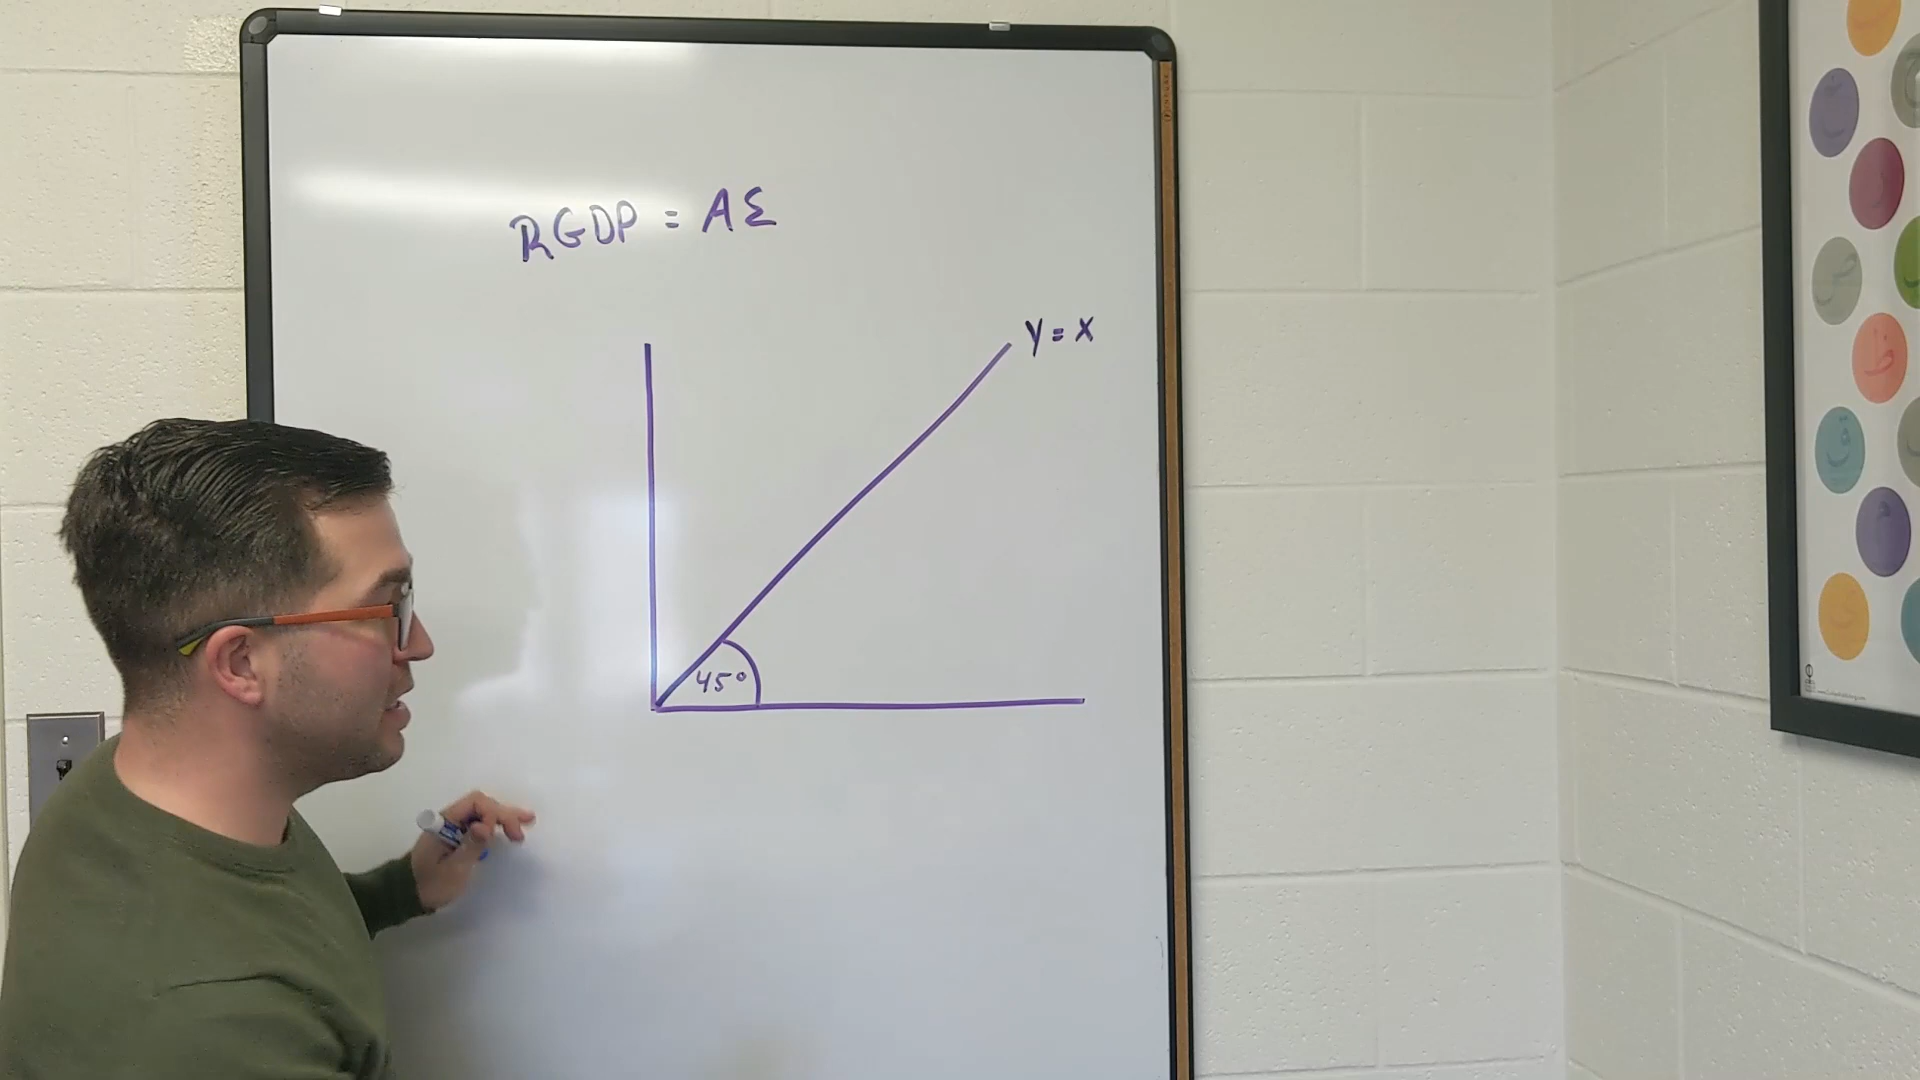 RGDP = AE
Y = X
45°